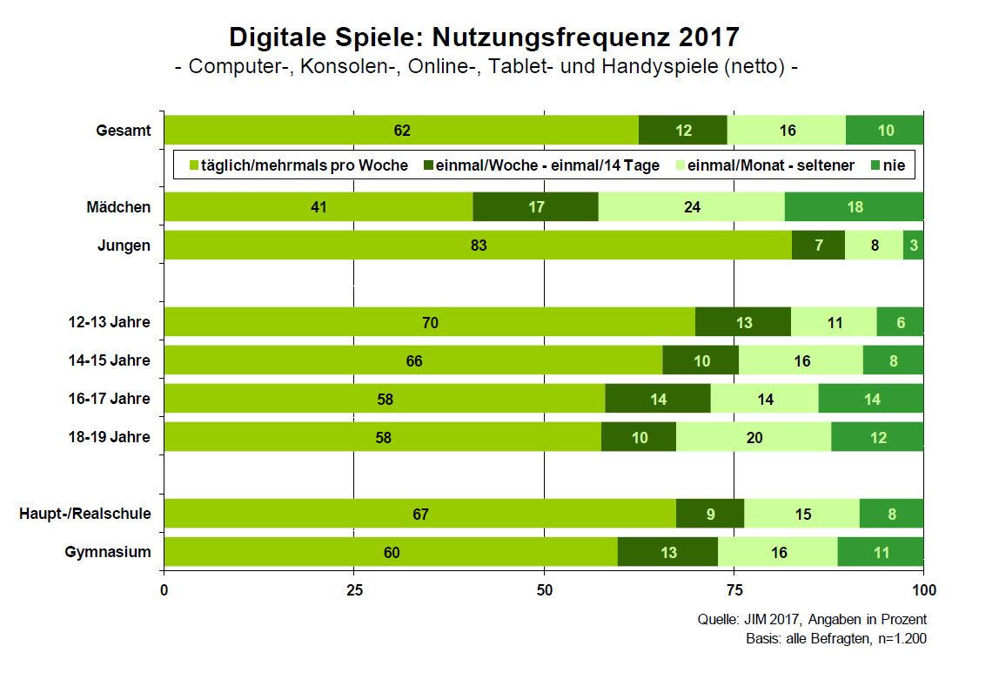 Digitale Spiele: Nutzungsfrequenz 2017
- Computer-, Konsolen-, Online-, Tablet- und Handyspiele (netto) -
Gesamt 62 12 16 10
täglich/mehrmals pro Woche einmal/Woche - einmal/14 Tage einmal/Monat - seltener nie
Mädchen 41 17 24 18
Jungen 83 7 8 3
12-13 Jahre 70 13 11 6
14-15 Jahre 66 10 16 8
16-17 Jahre 58 14 14 14
18-19 Jahre 58 10 20 12
Haupt-/Realschule 67 9 15 8
Gymnasium 60 13 16 11
0 25 50 75 100
Quelle: JIM 2017, Angaben in Prozent
Basis: alle Befragten, n=1.200